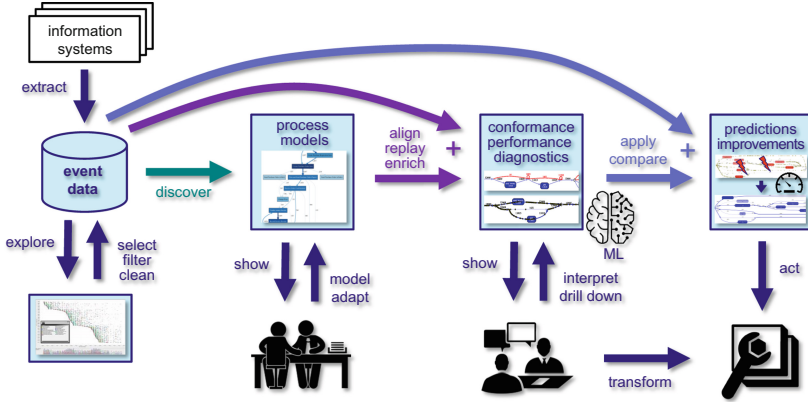 information
systems
extract
event
data
explore
select
filter
clean
discover
process
models
show
model
adapt
align
replay
enrich
+
conformance
performance
diagnostics
ML
show
interpret
drill down
apply
compare
+
predictions
improvements
act
transform